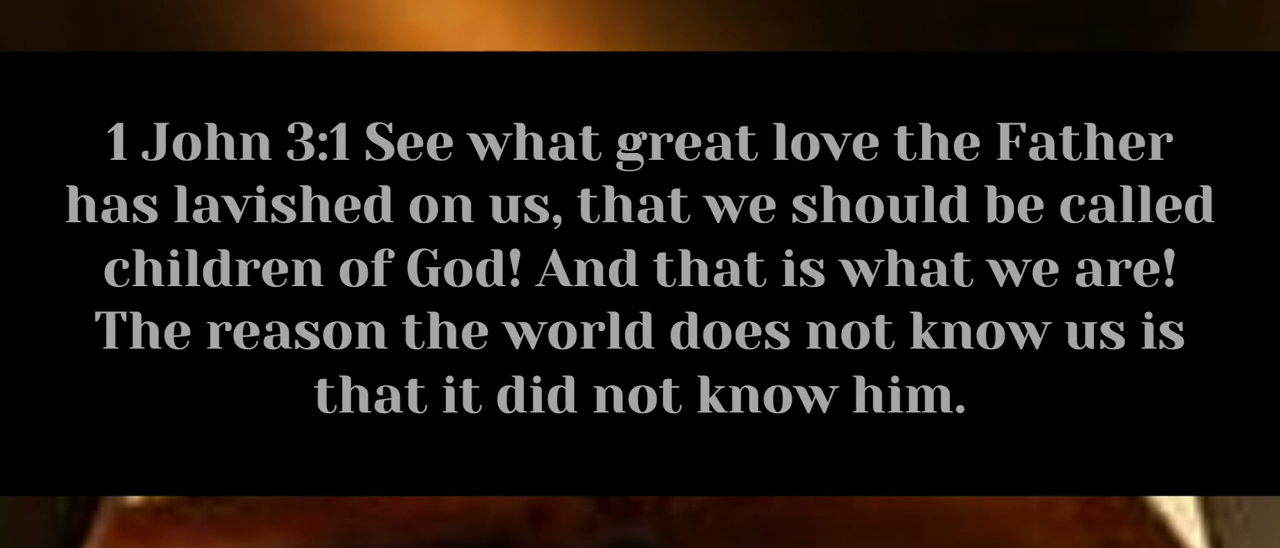 1 John 3:1 See what great love the Father
has lavished on us, that we should be called
children of God! And that is what we are!
The reason the world does not know us is
that it did not know him.